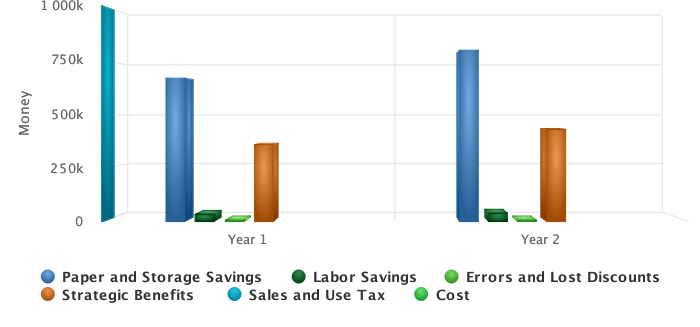 1 000k
750k
500k
250k
0
Money
Year 1
Year 2
Paper and Storage Savings
Labor Savings
Errors and Lost Discounts
Strategic Benefits
Sales and Use Tax
Cost